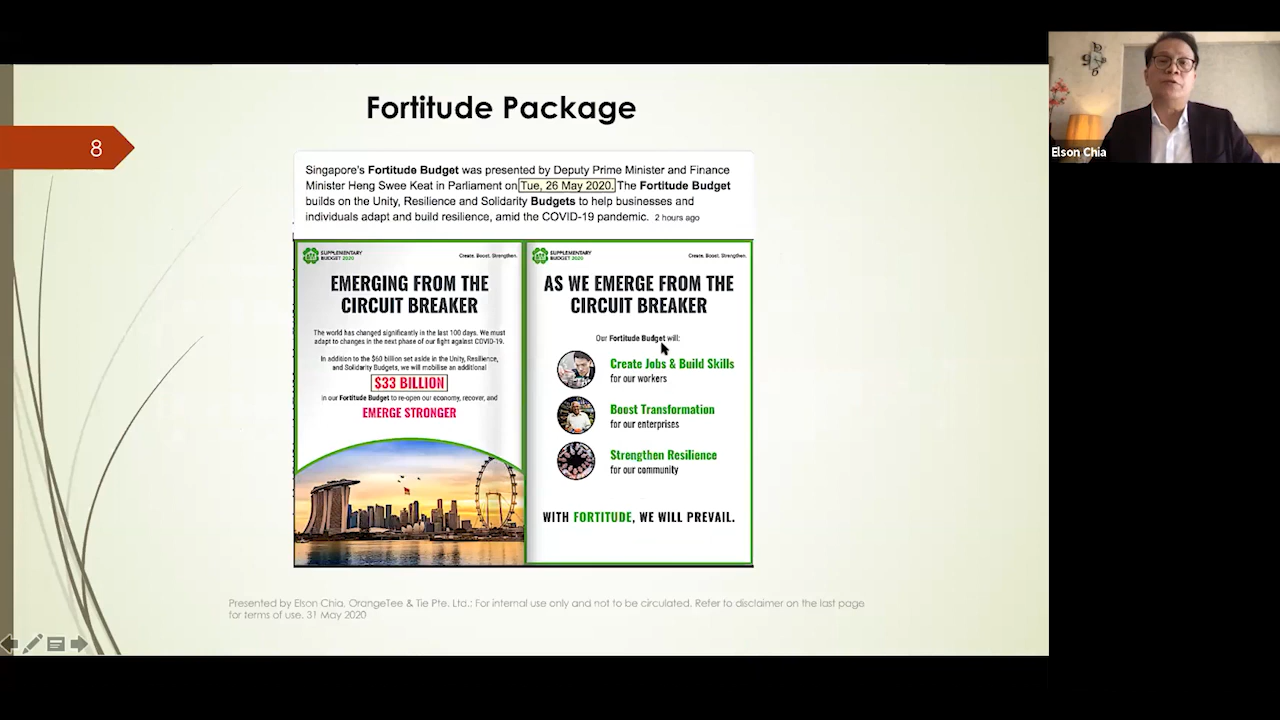 Fortitude Package
8
Singapore's Fortitude Budget was presented by Deputy Prime Minister and Finance
Minister Heng Swee Keat in Parliament on Tue, 26 May 2020. The Fortitude Budget
builds on the Unity, Resilience and Solidarity Budgets to help businesses and
individuals adapt and build resilience, amid the COVID-19 pandemic. 2 hours ago
SUPPLEMENTARY
BUDGET 2020
Create. Boost. Strengthen.
EMERGING FROM THE
CIRCUIT BREAKER
The world has changed significantly in the last 100 days. We must
adapt to changes in the next phase of our fight against COVID-19.
In addition to the $60 billion set aside in the Unity, Resilience,
and Solidarity Budgets, we will mobilise an additional
$33 BILLION
in our Fortitude Budget to re-open our economy, recover, and
EMERGE STRONGER
SUPPLEMENTARY
BUDGET 2020
Create. Boost. Strengthen.
AS WE EMERGE FROM THE
CIRCUIT BREAKER
Our Fortitude Budget will:
Create Jobs & Build Skills
for our workers
Boost Transformation
for our enterprises
Strengthen Resilience
for our community
WITH FORTITUDE, WE WILL PREVAIL.
Presented by Elson Chia, OrangeTee & Tie Pte. Ltd.; For internal use only and not to be circulated. Refer to disclaimer on the last page
for terms of use. 31 May 2020
Elson Chia